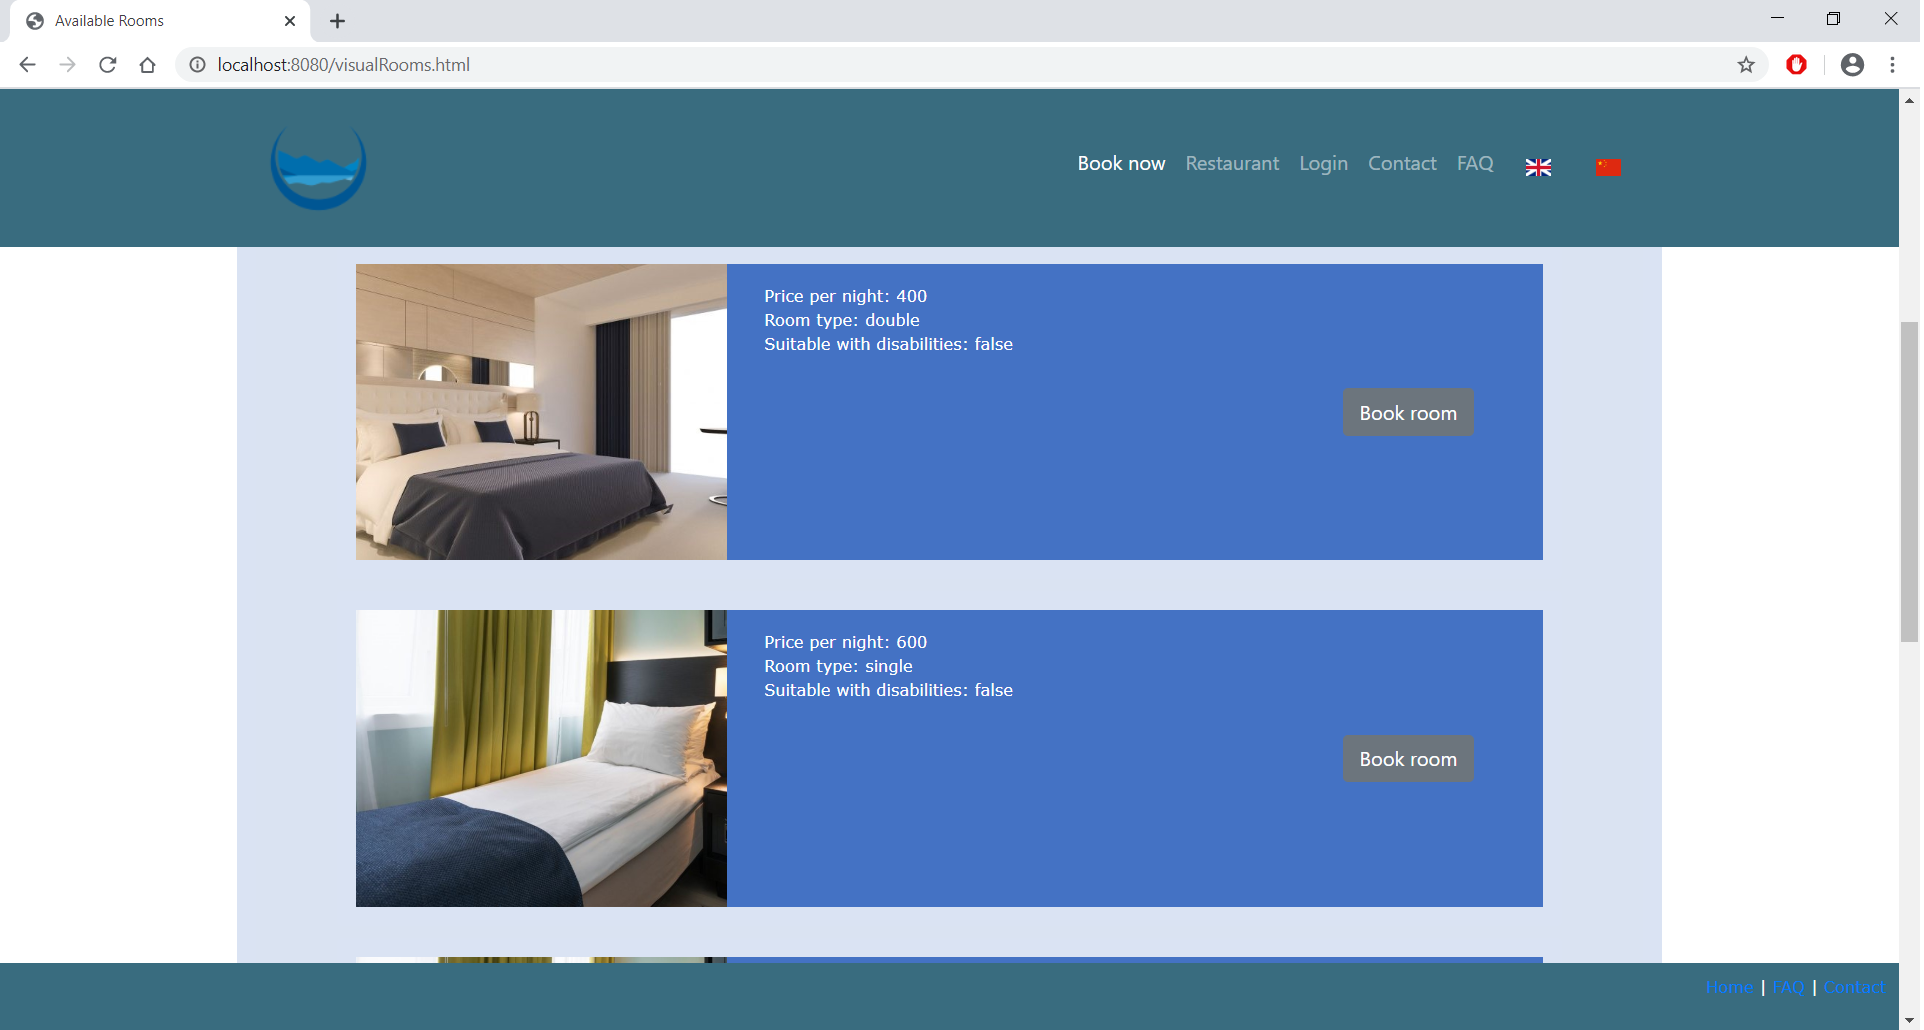 Available Rooms
localhost:8080/visualRooms.html
Book now Restaurant Login Contact FAQ
Price per night: 400
Room type: double
Suitable with disabilities: false
Book room
Price per night: 600
Room type: single
Suitable with disabilities: false
Book room
Home | FAQ | Contact